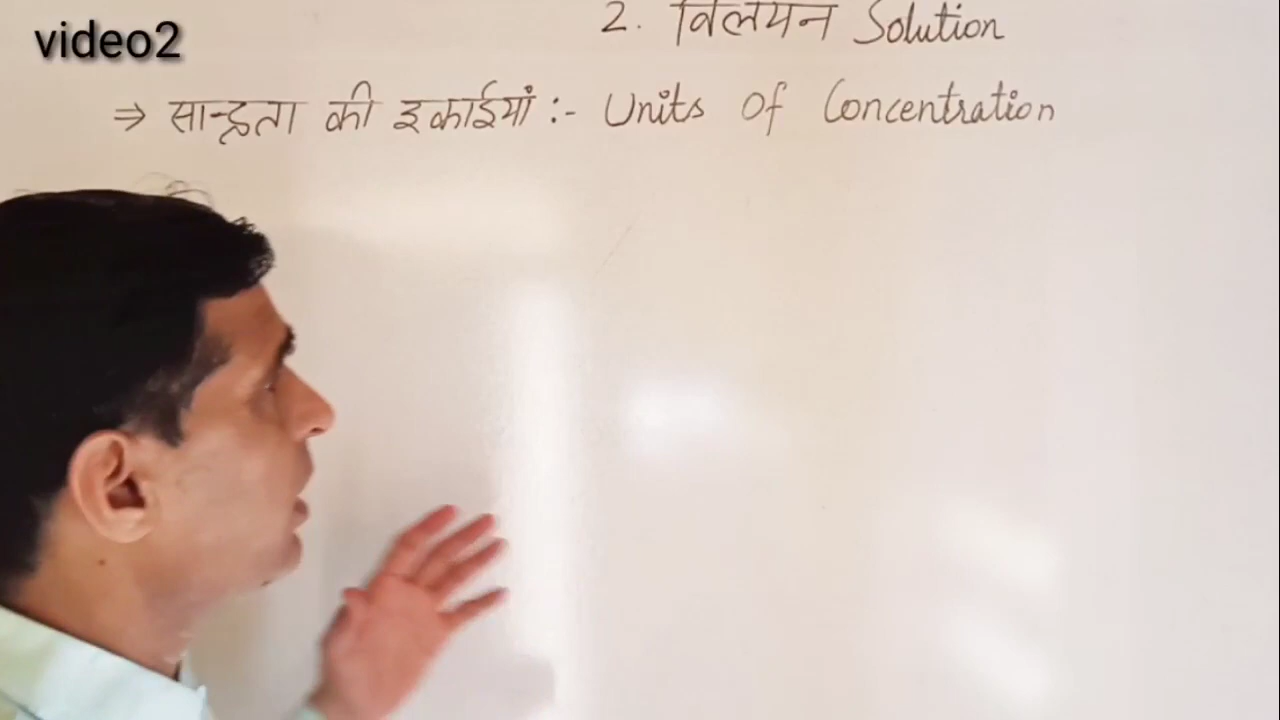 video2
2. विलयन Solution
⇒ सान्द्रता की इकाईयां :- Units Of Concentration